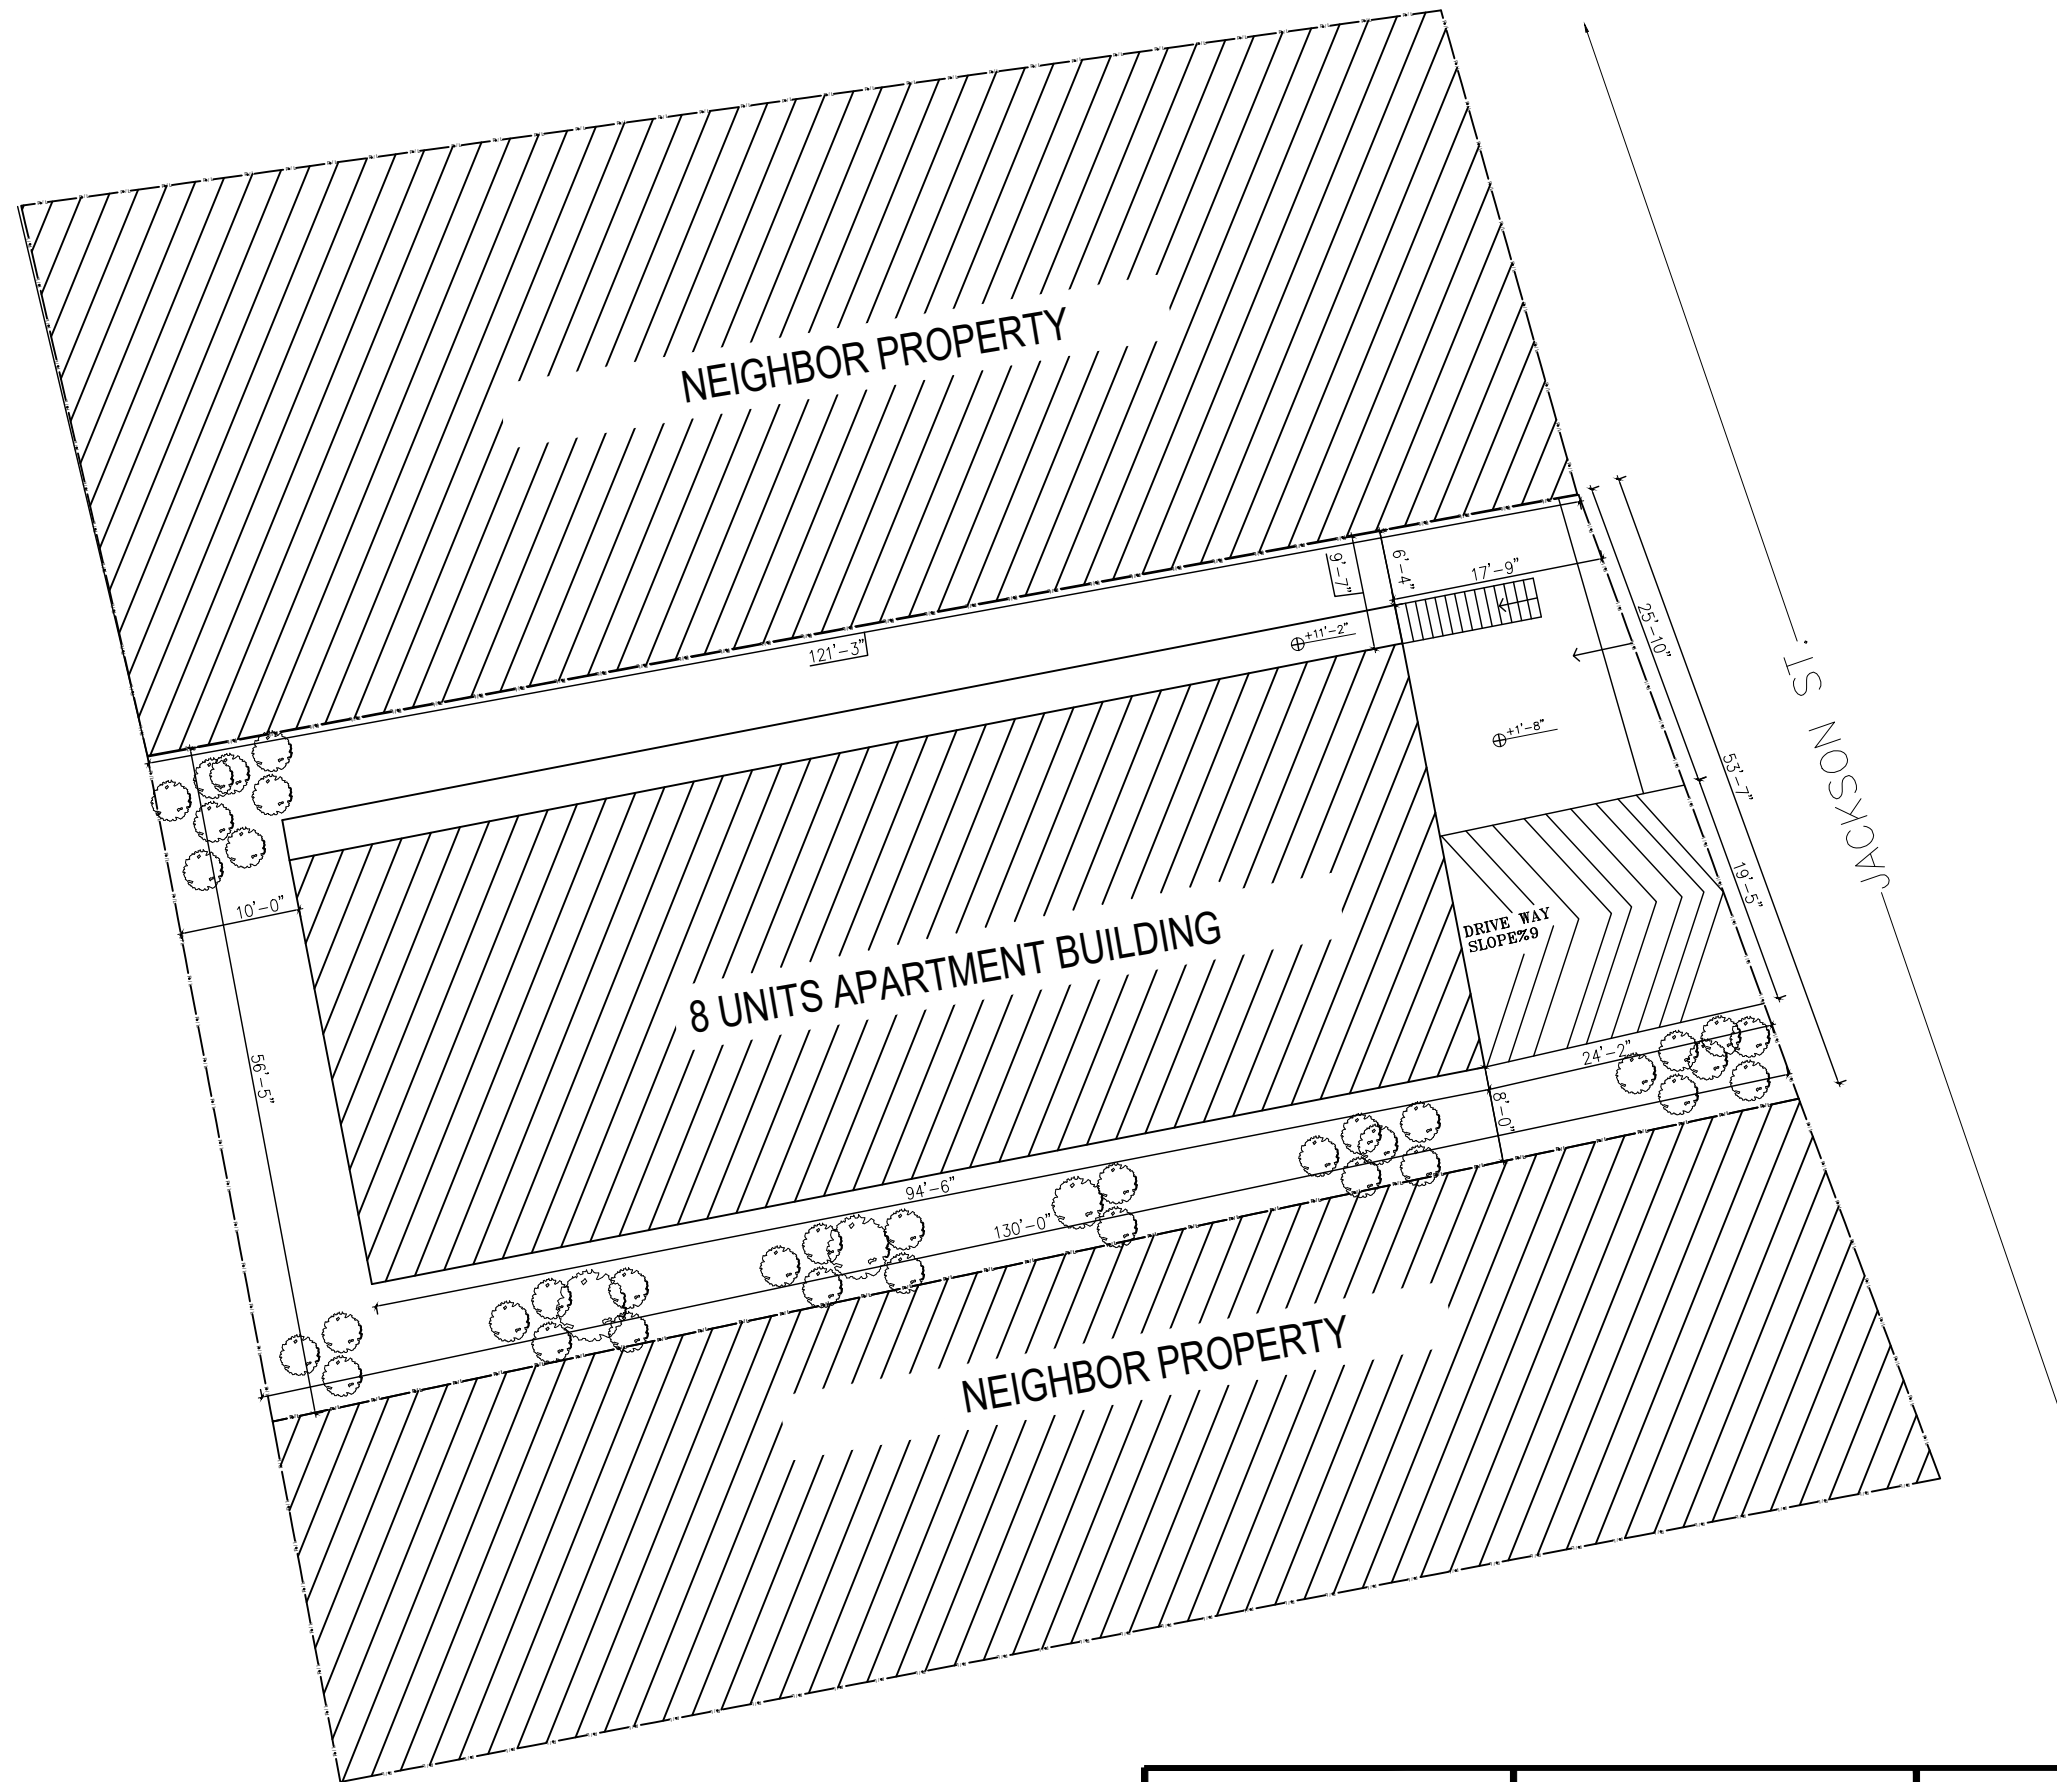 NEIGHBOR PROPERTY
9'-7"
6'-4"
17'-9"
25'-10"
+11'-2"
121'-3"
JACKSON ST.
+1'-8"
53'-7"
19'-5"
10'-0"
DRIVE WAY
SLOPE%9
8 UNITS APARTMENT BUILDING
56'-5"
24'-2"
8'-0"
94'-6"
130'-0"
NEIGHBOR PROPERTY